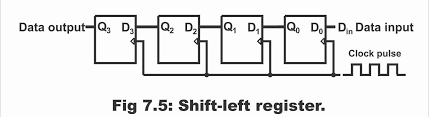 Data output Q3 D3 Q2 D2 Q1 D1 Q0 D0 Din Data input
Clock pulse
Fig 7.5: Shift-left register.